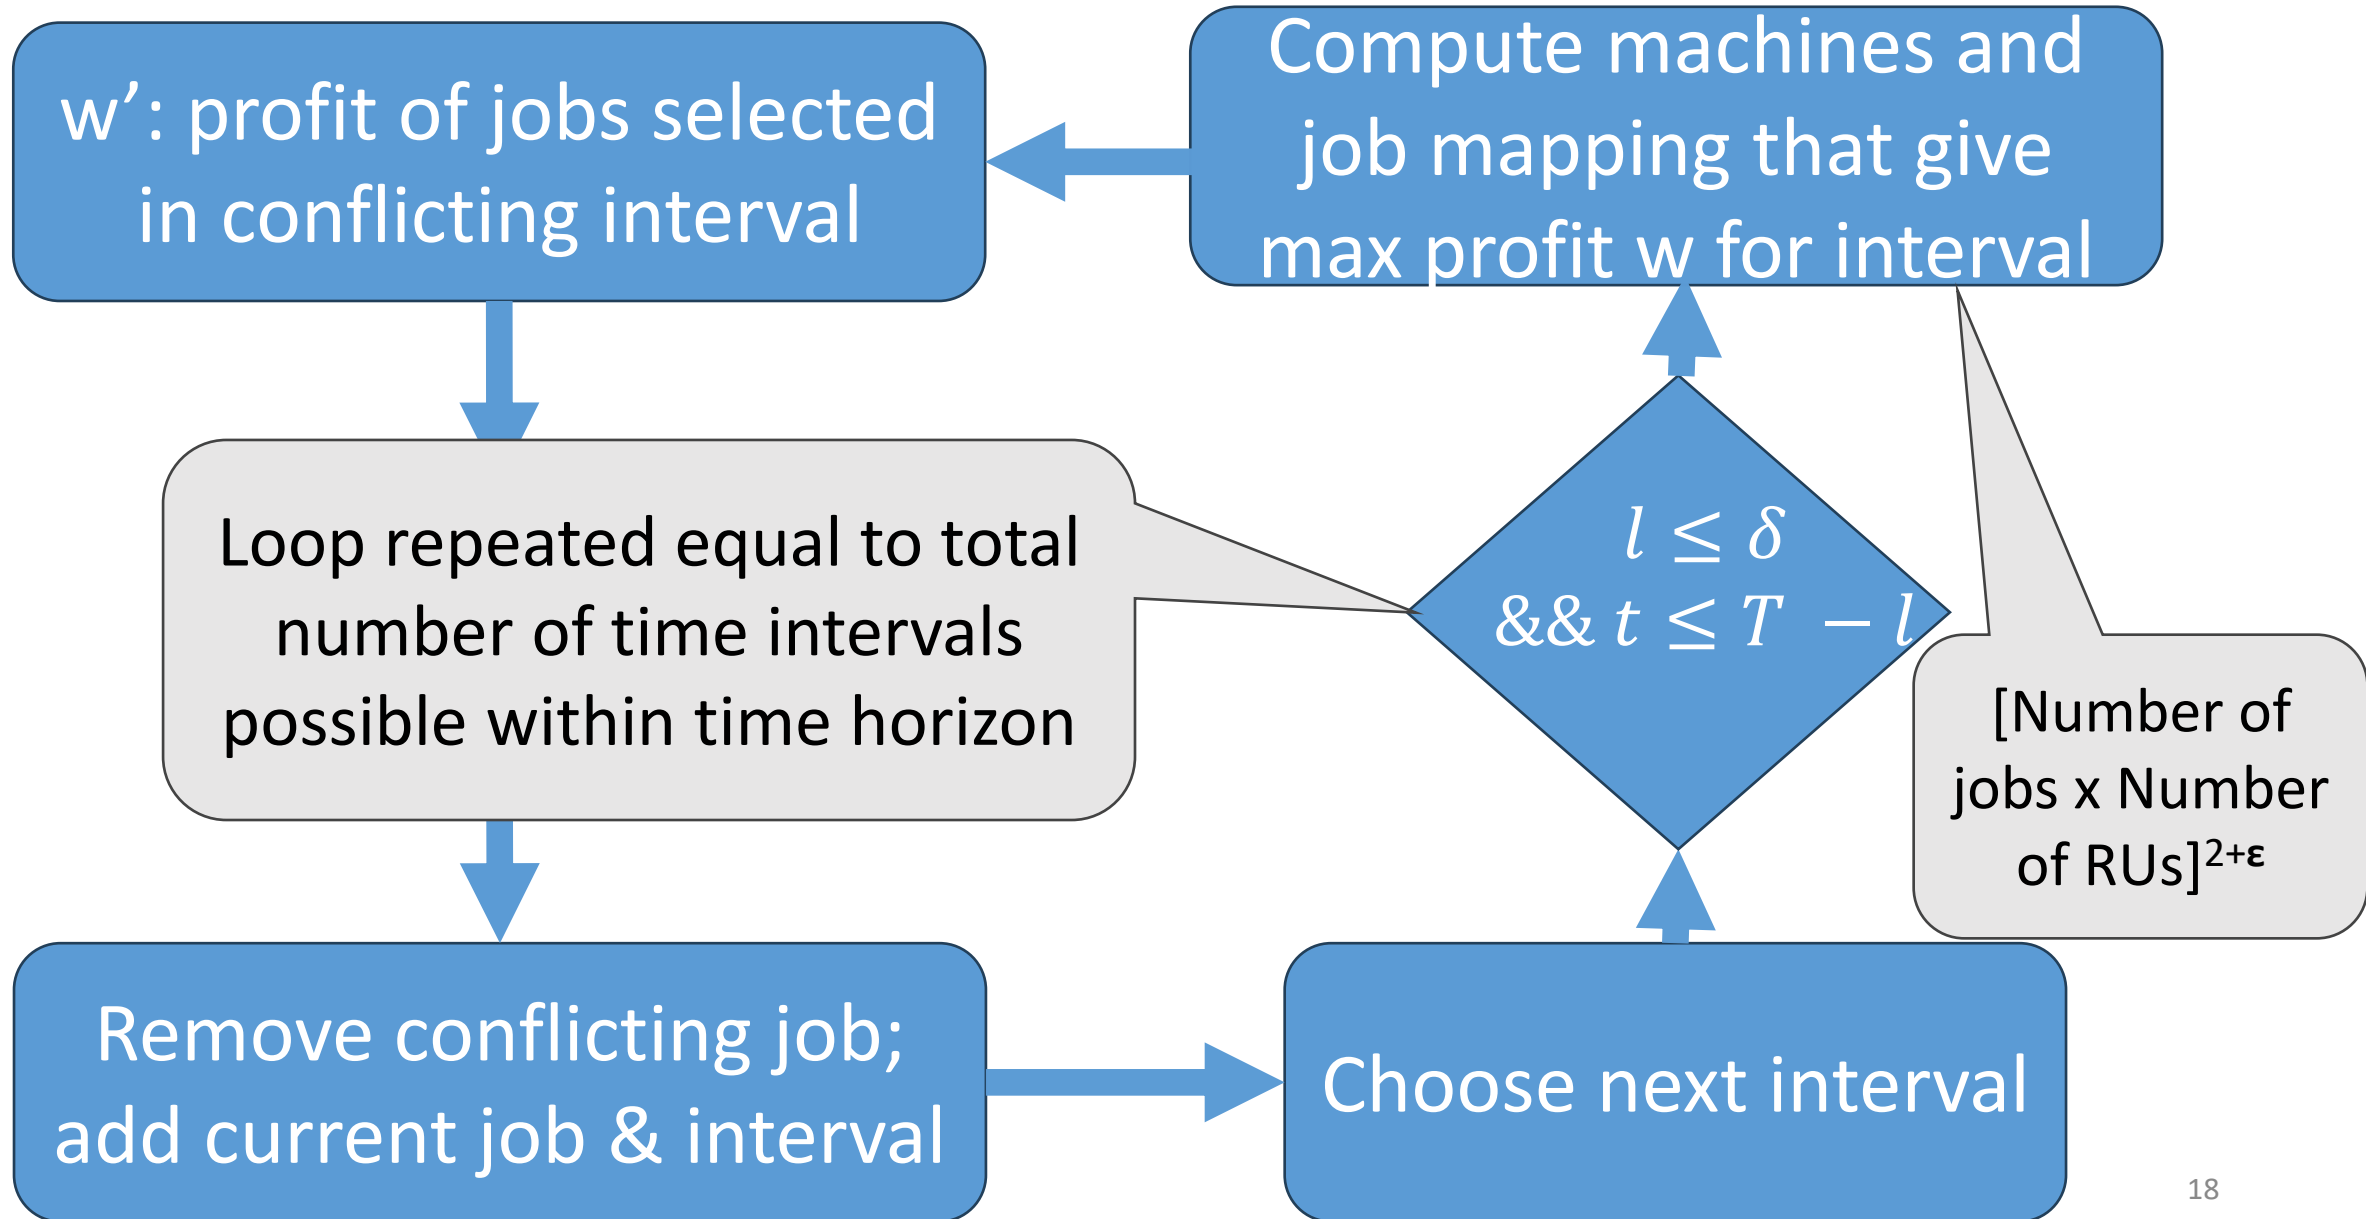 w’: profit of jobs selected
in conflicting interval
Compute machines and
job mapping that give
max profit w for interval
Loop repeated equal to total
number of time intervals
possible within time horizon
l ≤ δ
&& t ≤ T − l
[Number of
jobs x Number
of RUs]²⁺ᵋ
Remove conflicting job;
add current job & interval
Choose next interval
18